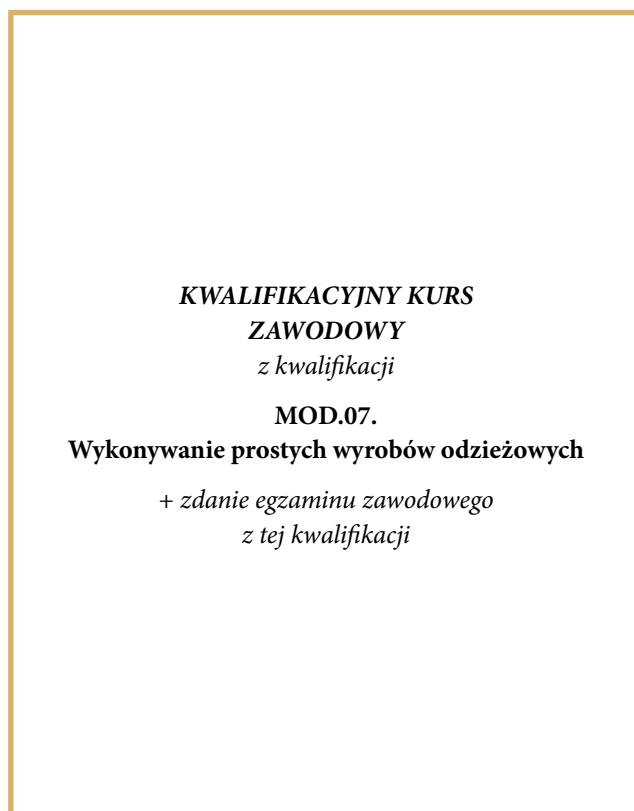 KWALIFIKACYJNY KURS
ZAWODOWY
z kwalifikacji
MOD.07.
Wykonywanie prostych wyrobów odzieżowych
+ zdanie egzaminu zawodowego
z tej kwalifikacji